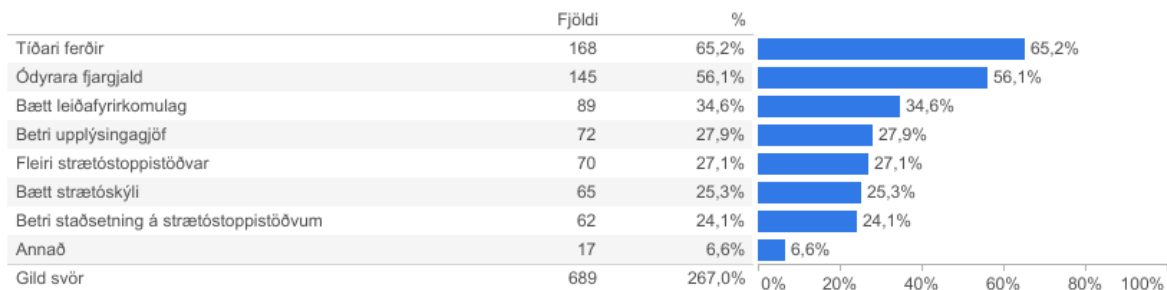 Fjöldi %
Tíðari ferðir 168 65,2% 65,2%
Ódyrara fjargjald 145 56,1% 56,1%
Bætt leiðafyrirkomulag 89 34,6% 34,6%
Betri upplýsingagjöf 72 27,9% 27,9%
Fleiri strætóstoppistöðvar 70 27,1% 27,1%
Bætt strætóskýli 65 25,3% 25,3%
Betri staðsetning á strætóstoppistöðvum 62 24,1% 24,1%
Annað 17 6,6% 6,6%
Gild svör 689 267,0% 0% 20% 40% 60% 80% 100%